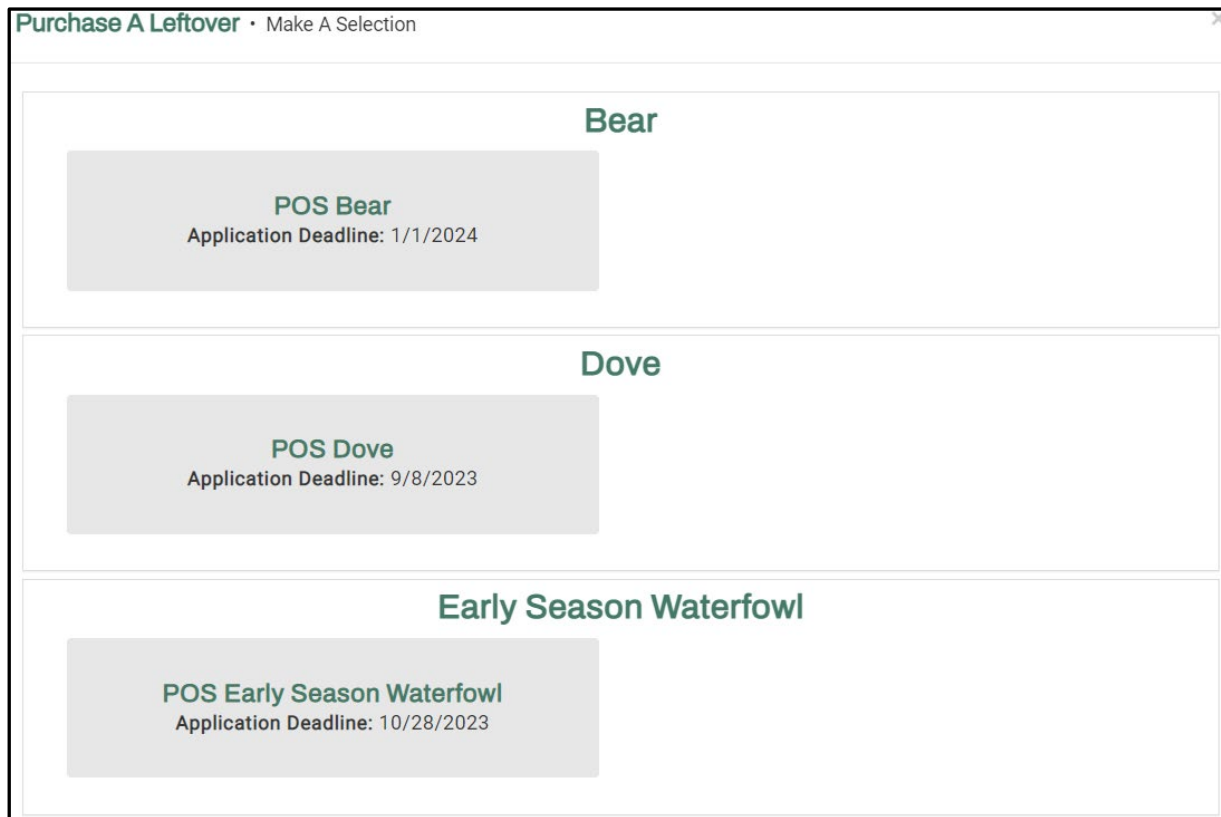 Purchase A Leftover · Make A Selection
Bear
POS Bear
Application Deadline: 1/1/2024
Dove
POS Dove
Application Deadline: 9/8/2023
Early Season Waterfowl
POS Early Season Waterfowl
Application Deadline: 10/28/2023